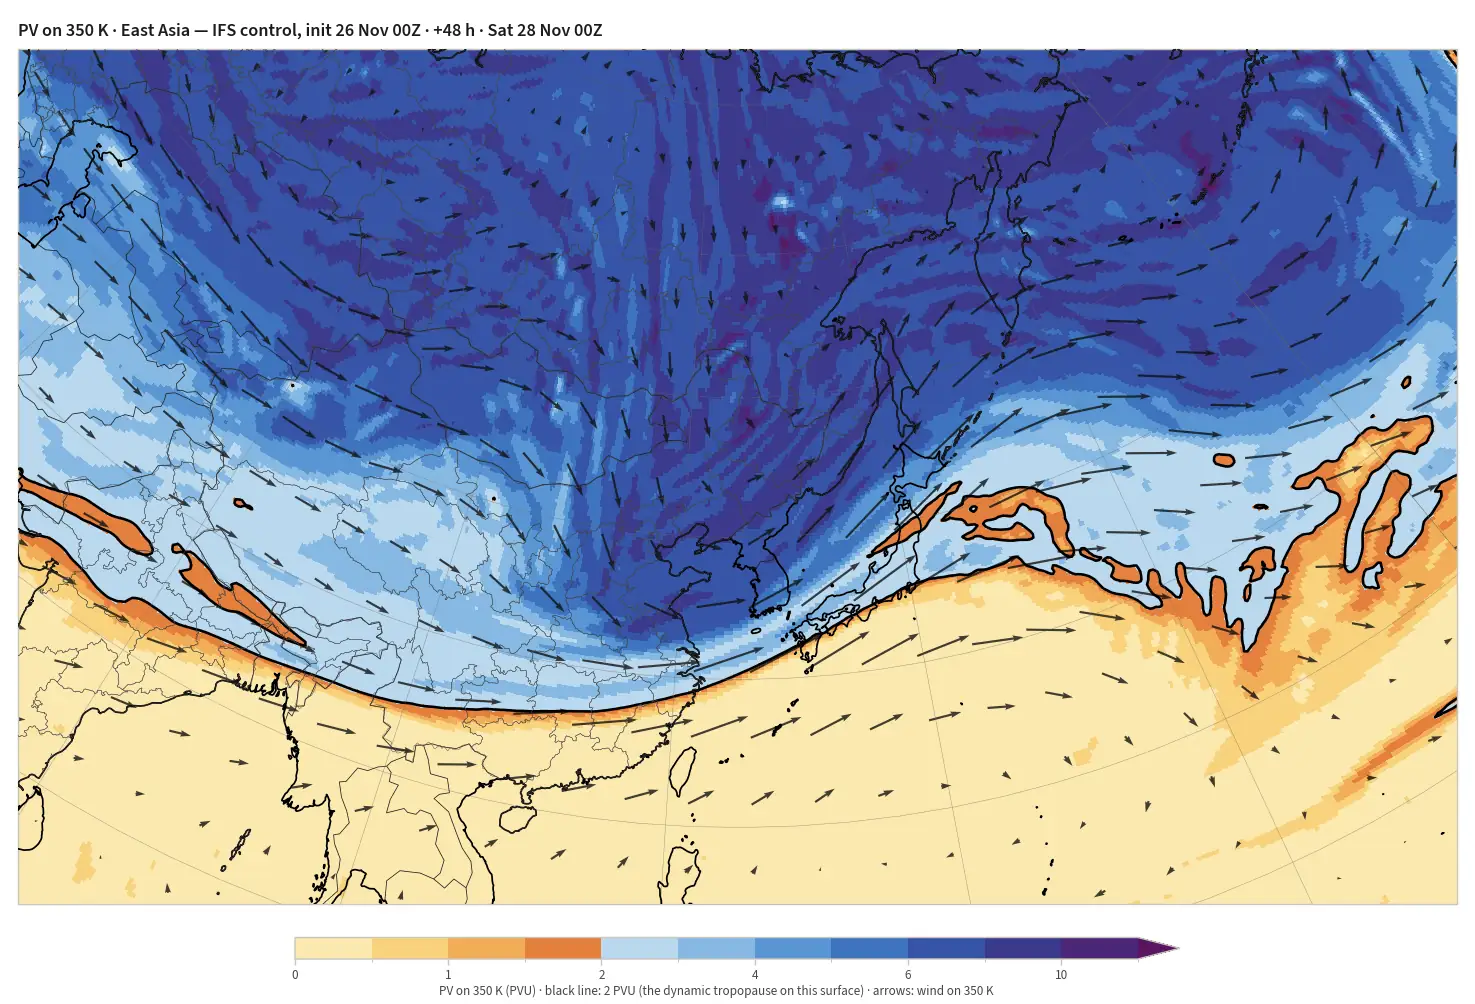 PV on 350 K · East Asia — IFS control, init 26 Nov 00Z · +48 h · Sat 28 Nov 00Z
0 1 2 4 6 10
PV on 350 K (PVU) · black line: 2 PVU (the dynamic tropopause on this surface) · arrows: wind on 350 K